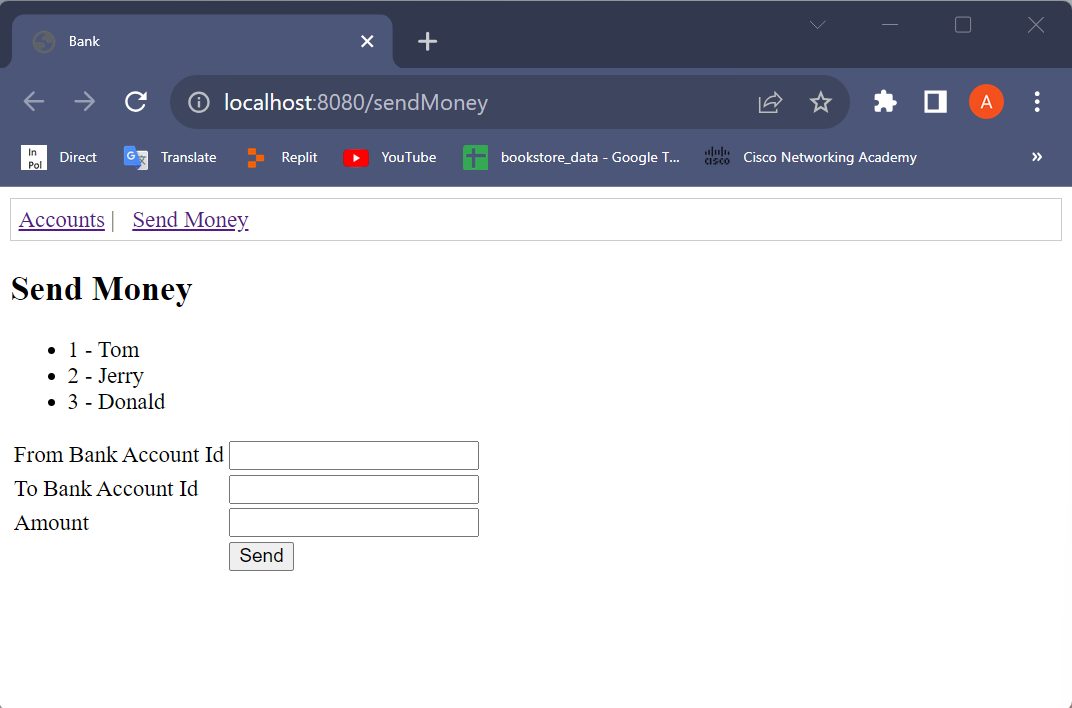 Bank
localhost:8080/sendMoney
A
In
Pol
Direct
G
Translate
Replit
YouTube
bookstore_data - Google T...
cisco
Cisco Networking Academy
»
Accounts | Send Money
Send Money
• 1 - Tom
• 2 - Jerry
• 3 - Donald
From Bank Account Id
To Bank Account Id
Amount
Send